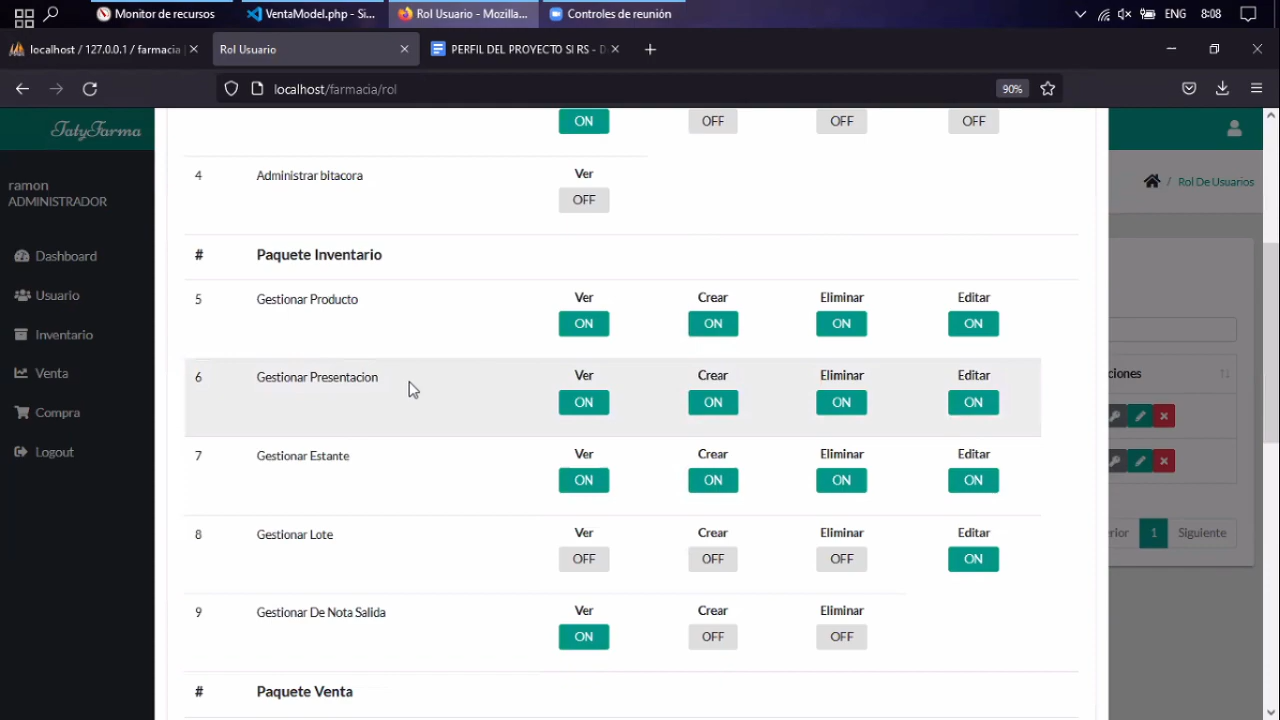 Monitor de recursos
VentaModel.php - Si...
Rol Usuario - Mozilla...
Controles de reunión
ENG
8:08
localhost / 127.0.0.1 / farmacia
Rol Usuario
PERFIL DEL PROYECTO SI RS - D
localhost/farmacia/rol
90%
TatyFarma
ON OFF OFF OFF
ramon
ADMINISTRADOR
/ Rol De Usuarios
4 Administrar bitacora Ver
OFF
Dashboard
Usuario
Inventario
Venta
Compra
Logout
# Paquete Inventario
5 Gestionar Producto Ver Crear Eliminar Editar
ON ON ON ON
6 Gestionar Presentacion Ver Crear Eliminar Editar
ON ON ON ON
7 Gestionar Estante Ver Crear Eliminar Editar
ON ON ON ON
8 Gestionar Lote Ver Crear Eliminar Editar
OFF OFF OFF ON
9 Gestionar De Nota Salida Ver Crear Eliminar
ON OFF OFF
# Paquete Venta
ciones
rior 1 Siguiente